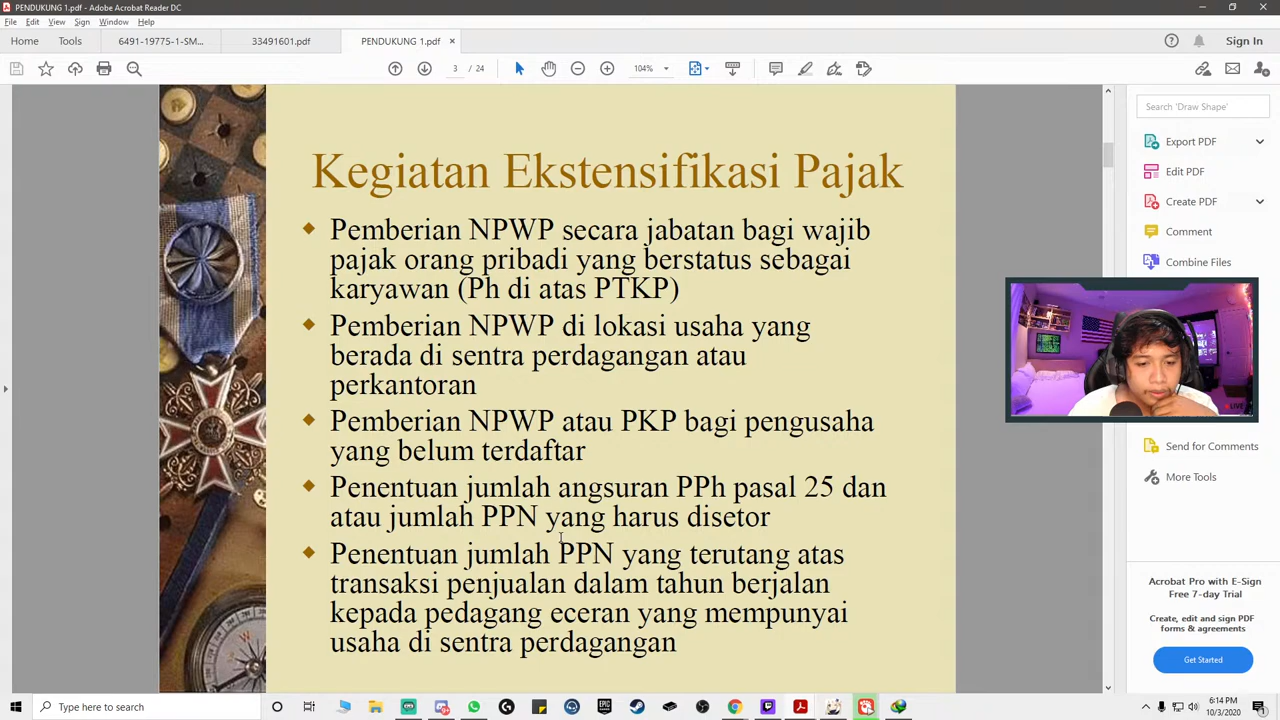 PENDUKUNG 1.pdf - Adobe Acrobat Reader DC
File Edit View Sign Window Help
Home Tools 6491-19775-1-SM... 33491601.pdf PENDUKUNG 1.pdf × Sign In
3 / 24 104%
Kegiatan Ekstensifikasi Pajak
Pemberian NPWP secara jabatan bagi wajib
pajak orang pribadi yang berstatus sebagai
karyawan (Ph di atas PTKP)
Pemberian NPWP di lokasi usaha yang
berada di sentra perdagangan atau
perkantoran
Pemberian NPWP atau PKP bagi pengusaha
yang belum terdaftar
Penentuan jumlah angsuran PPh pasal 25 dan
atau jumlah PPN yang harus disetor
Penentuan jumlah PPN yang terutang atas
transaksi penjualan dalam tahun berjalan
kepada pedagang eceran yang mempunyai
usaha di sentra perdagangan
Search 'Draw Shape'
Export PDF
Edit PDF
Create PDF
Comment
Combine Files
LIVE
Send for Comments
More Tools
Acrobat Pro with E-Sign
Free 7-day Trial
Create, edit and sign PDF
forms & agreements
Get Started
Type here to search
EPIC
GAMES
6:14 PM
10/3/2020
1